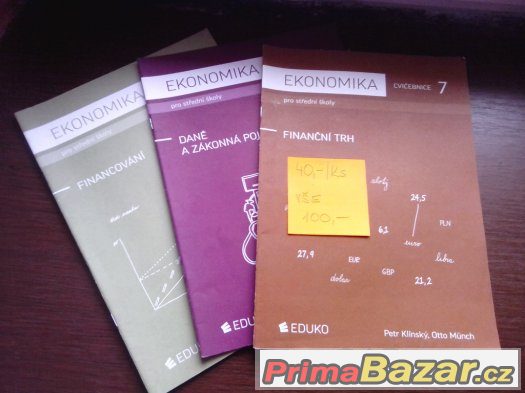 EKONOMIKA
pro střední školy
FINANCOVÁNÍ
EDUKO
EKONOMIKA
pro střední školy
DANĚ
A ZÁKONNÁ POJ
EDUKO
EKONOMIKA
CVIČEBNICE 7
pro střední školy
FINANČNÍ TRH
40,-/Ks
VŠE
100,-
zlotý
24,5
PLN
6,1
euro
libra
27,9
EUR
dolar
GBP
21,2
EDUKO
Petr Klínský, Otto Münch
PrimaBazar.cz